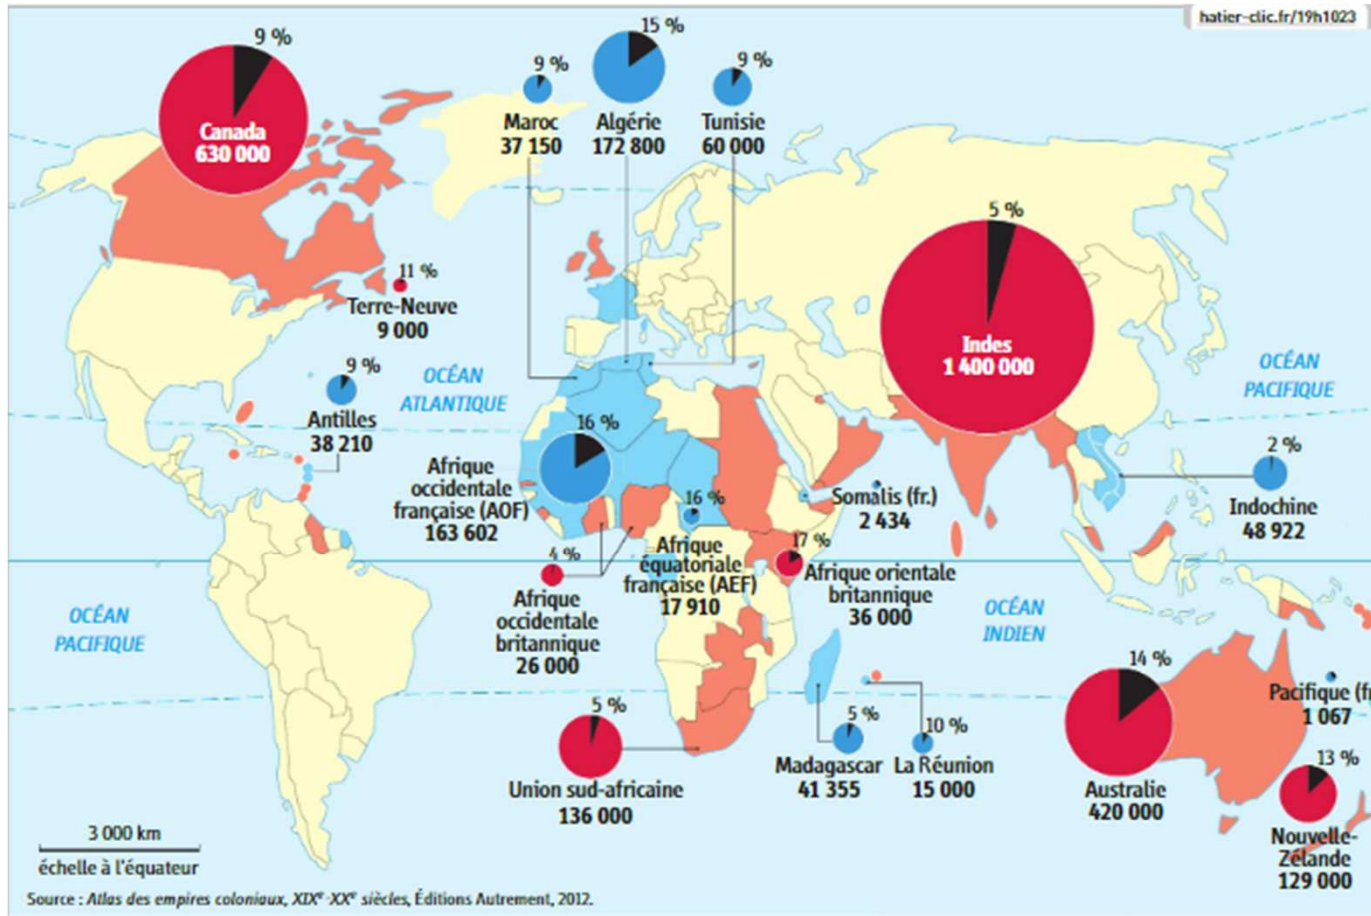 hatier-clic.fr/19h1023
9 %
Canada
630 000
9 %
Maroc
37 150
15 %
Algérie
172 800
9 %
Tunisie
60 000
5 %
Indes
1 400 000
11 %
Terre-Neuve
9 000
9 %
Antilles
38 210
OCÉAN
ATLANTIQUE
OCÉAN
PACIFIQUE
16 %
Afrique
occidentale
française (AOF)
163 602
16 %
Afrique
équatoriale
française (AEF)
17 910
Somalis (fr.)
2 434
2 %
Indochine
48 922
4 %
Afrique
occidentale
britannique
26 000
17 %
Afrique orientale
britannique
36 000
OCÉAN
PACIFIQUE
OCÉAN
INDIEN
5 %
Union sud-africaine
136 000
5 %
Madagascar
41 355
10 %
La Réunion
15 000
14 %
Australie
420 000
Pacifique (fr
1 067
13 %
Nouvelle-
Zélande
129 000
3 000 km
échelle à l'équateur
Source : Atlas des empires coloniaux, XIXe-XXe siècles, Éditions Autrement, 2012.